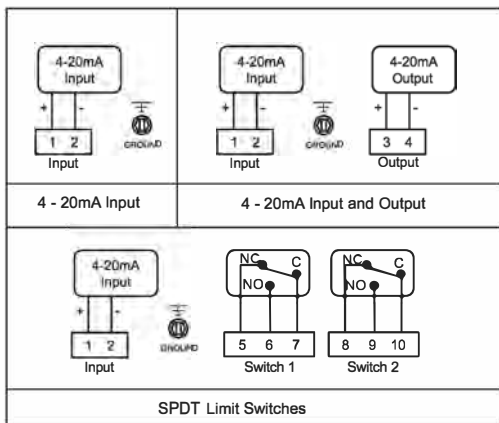 4-20mA
Input
+ -
1 2
Input
GROUND
4 - 20mA Input
4-20mA
Input
+ -
1 2
Input
GROUND
4-20mA
Output
+ -
3 4
Output
4 - 20mA Input and Output
4-20mA
Input
+ -
1 2
Input
GROUND
NC C
NO
5 6 7
Switch 1
NC C
NO
8 9 10
Switch 2
SPDT Limit Switches